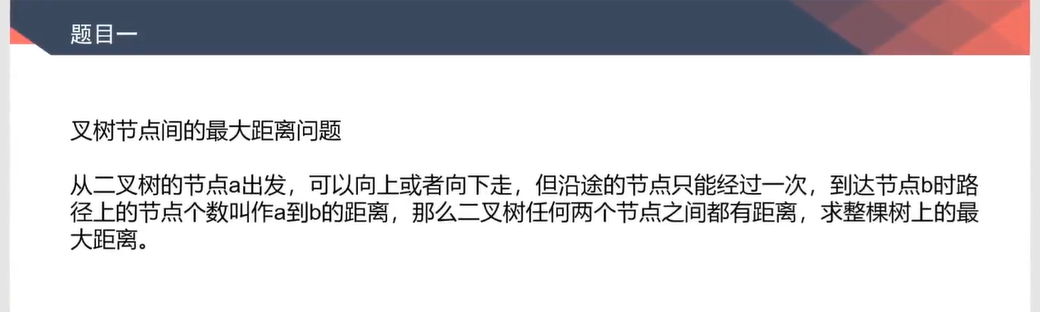 题目一
叉树节点间的最大距离问题
从二叉树的节点a出发，可以向上或者向下走，但沿途的节点只能经过一次，到达节点b时路
径上的节点个数叫作a到b的距离，那么二叉树任何两个节点之间都有距离，求整棵树上的最
大距离。